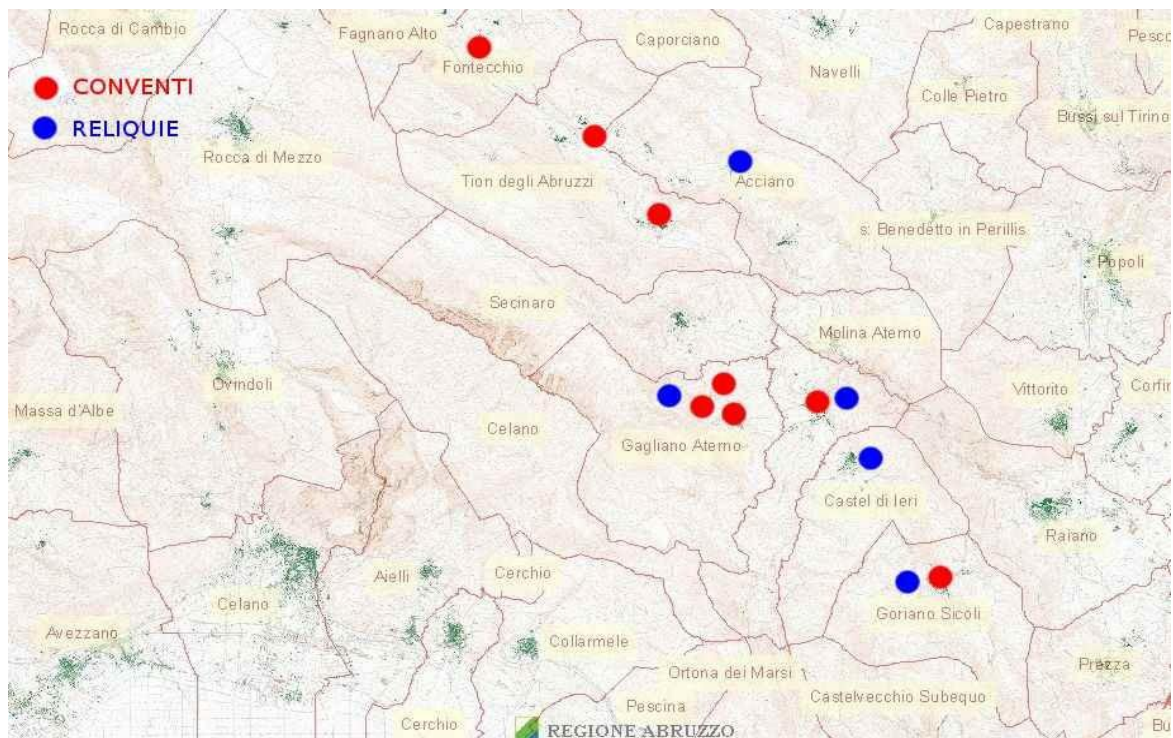 Rocca di Cambio
Fagnano Alto
Capestrano
Caporciano
Fontecchio
Navelli
CONVENTI
Colle Pietro
Bussi sul Tirino
RELIQUIE
Rocca di Mezzo
Tion degli Abruzzi
Acciano
s: Benedetto in Perillis
Popoli
Secinaro
Molina Aterno
Ovindoli
Vittorito
Massa d'Albe
Celano
Gagliano Aterno
Castel di Ieri
Raiano
Aielli
Cerchio
Celano
Goriano Sicoli
Avezzano
Collarmele
Ortona dei Marsi
Prezza
Castelvecchio Subequo
Pescina
Cerchio
REGIONE ABRUZZO